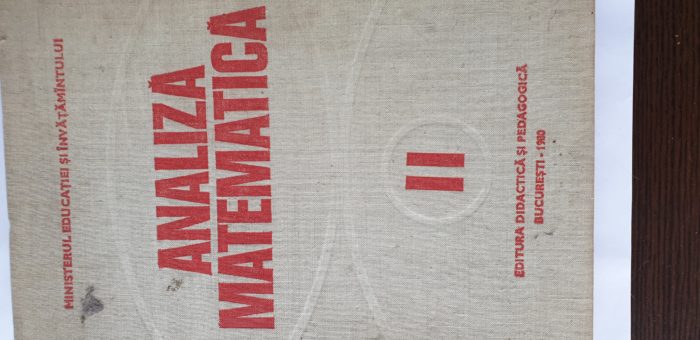 MINISTERUL EDUCAȚIEI ȘI ÎNVĂȚĂMÎNTULUI
ANALIZĂ
MATEMATICĂ
II
EDITURA DIDACTICĂ ȘI PEDAGOGICĂ
BUCUREȘTI - 1980